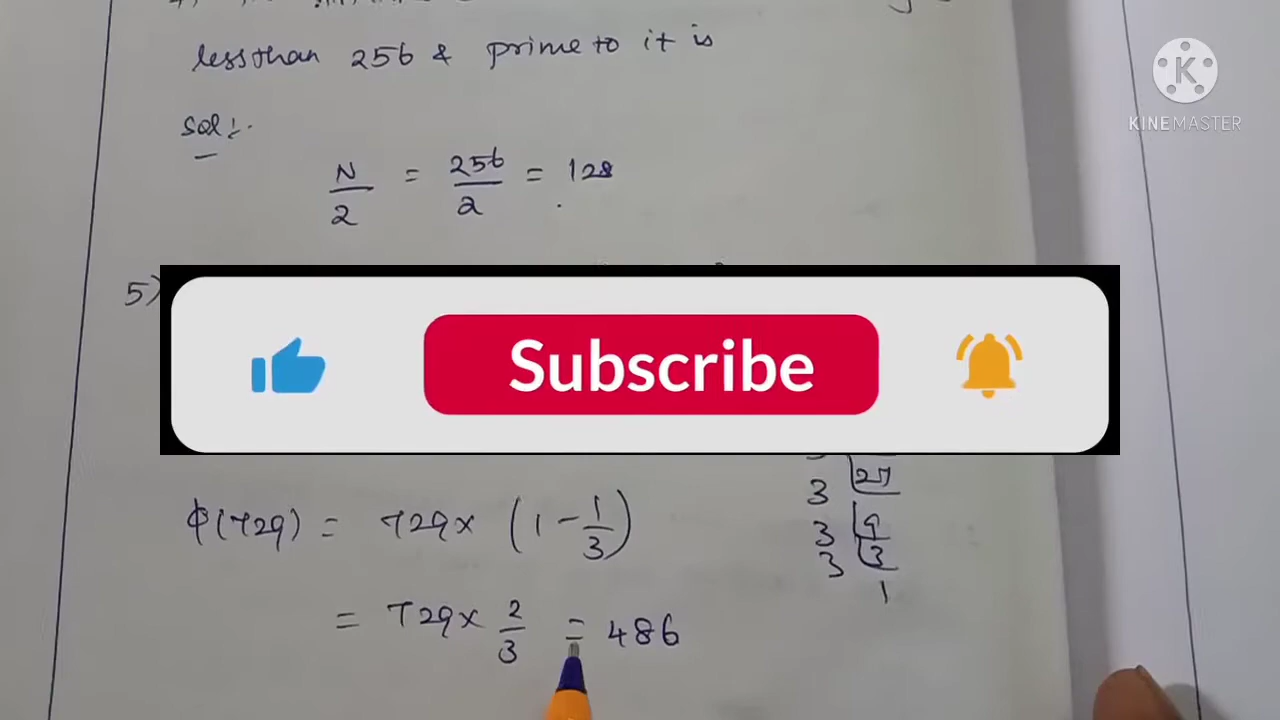 less than 256 & prime to it is
KINEMASTER
Sol:-
N/2 = 256/2 = 128
5)
Subscribe
3 | 27
3 | 9
3 | 3
1
φ(729) = 729 x (1 - 1/3)
= 729 x 2/3 = 486